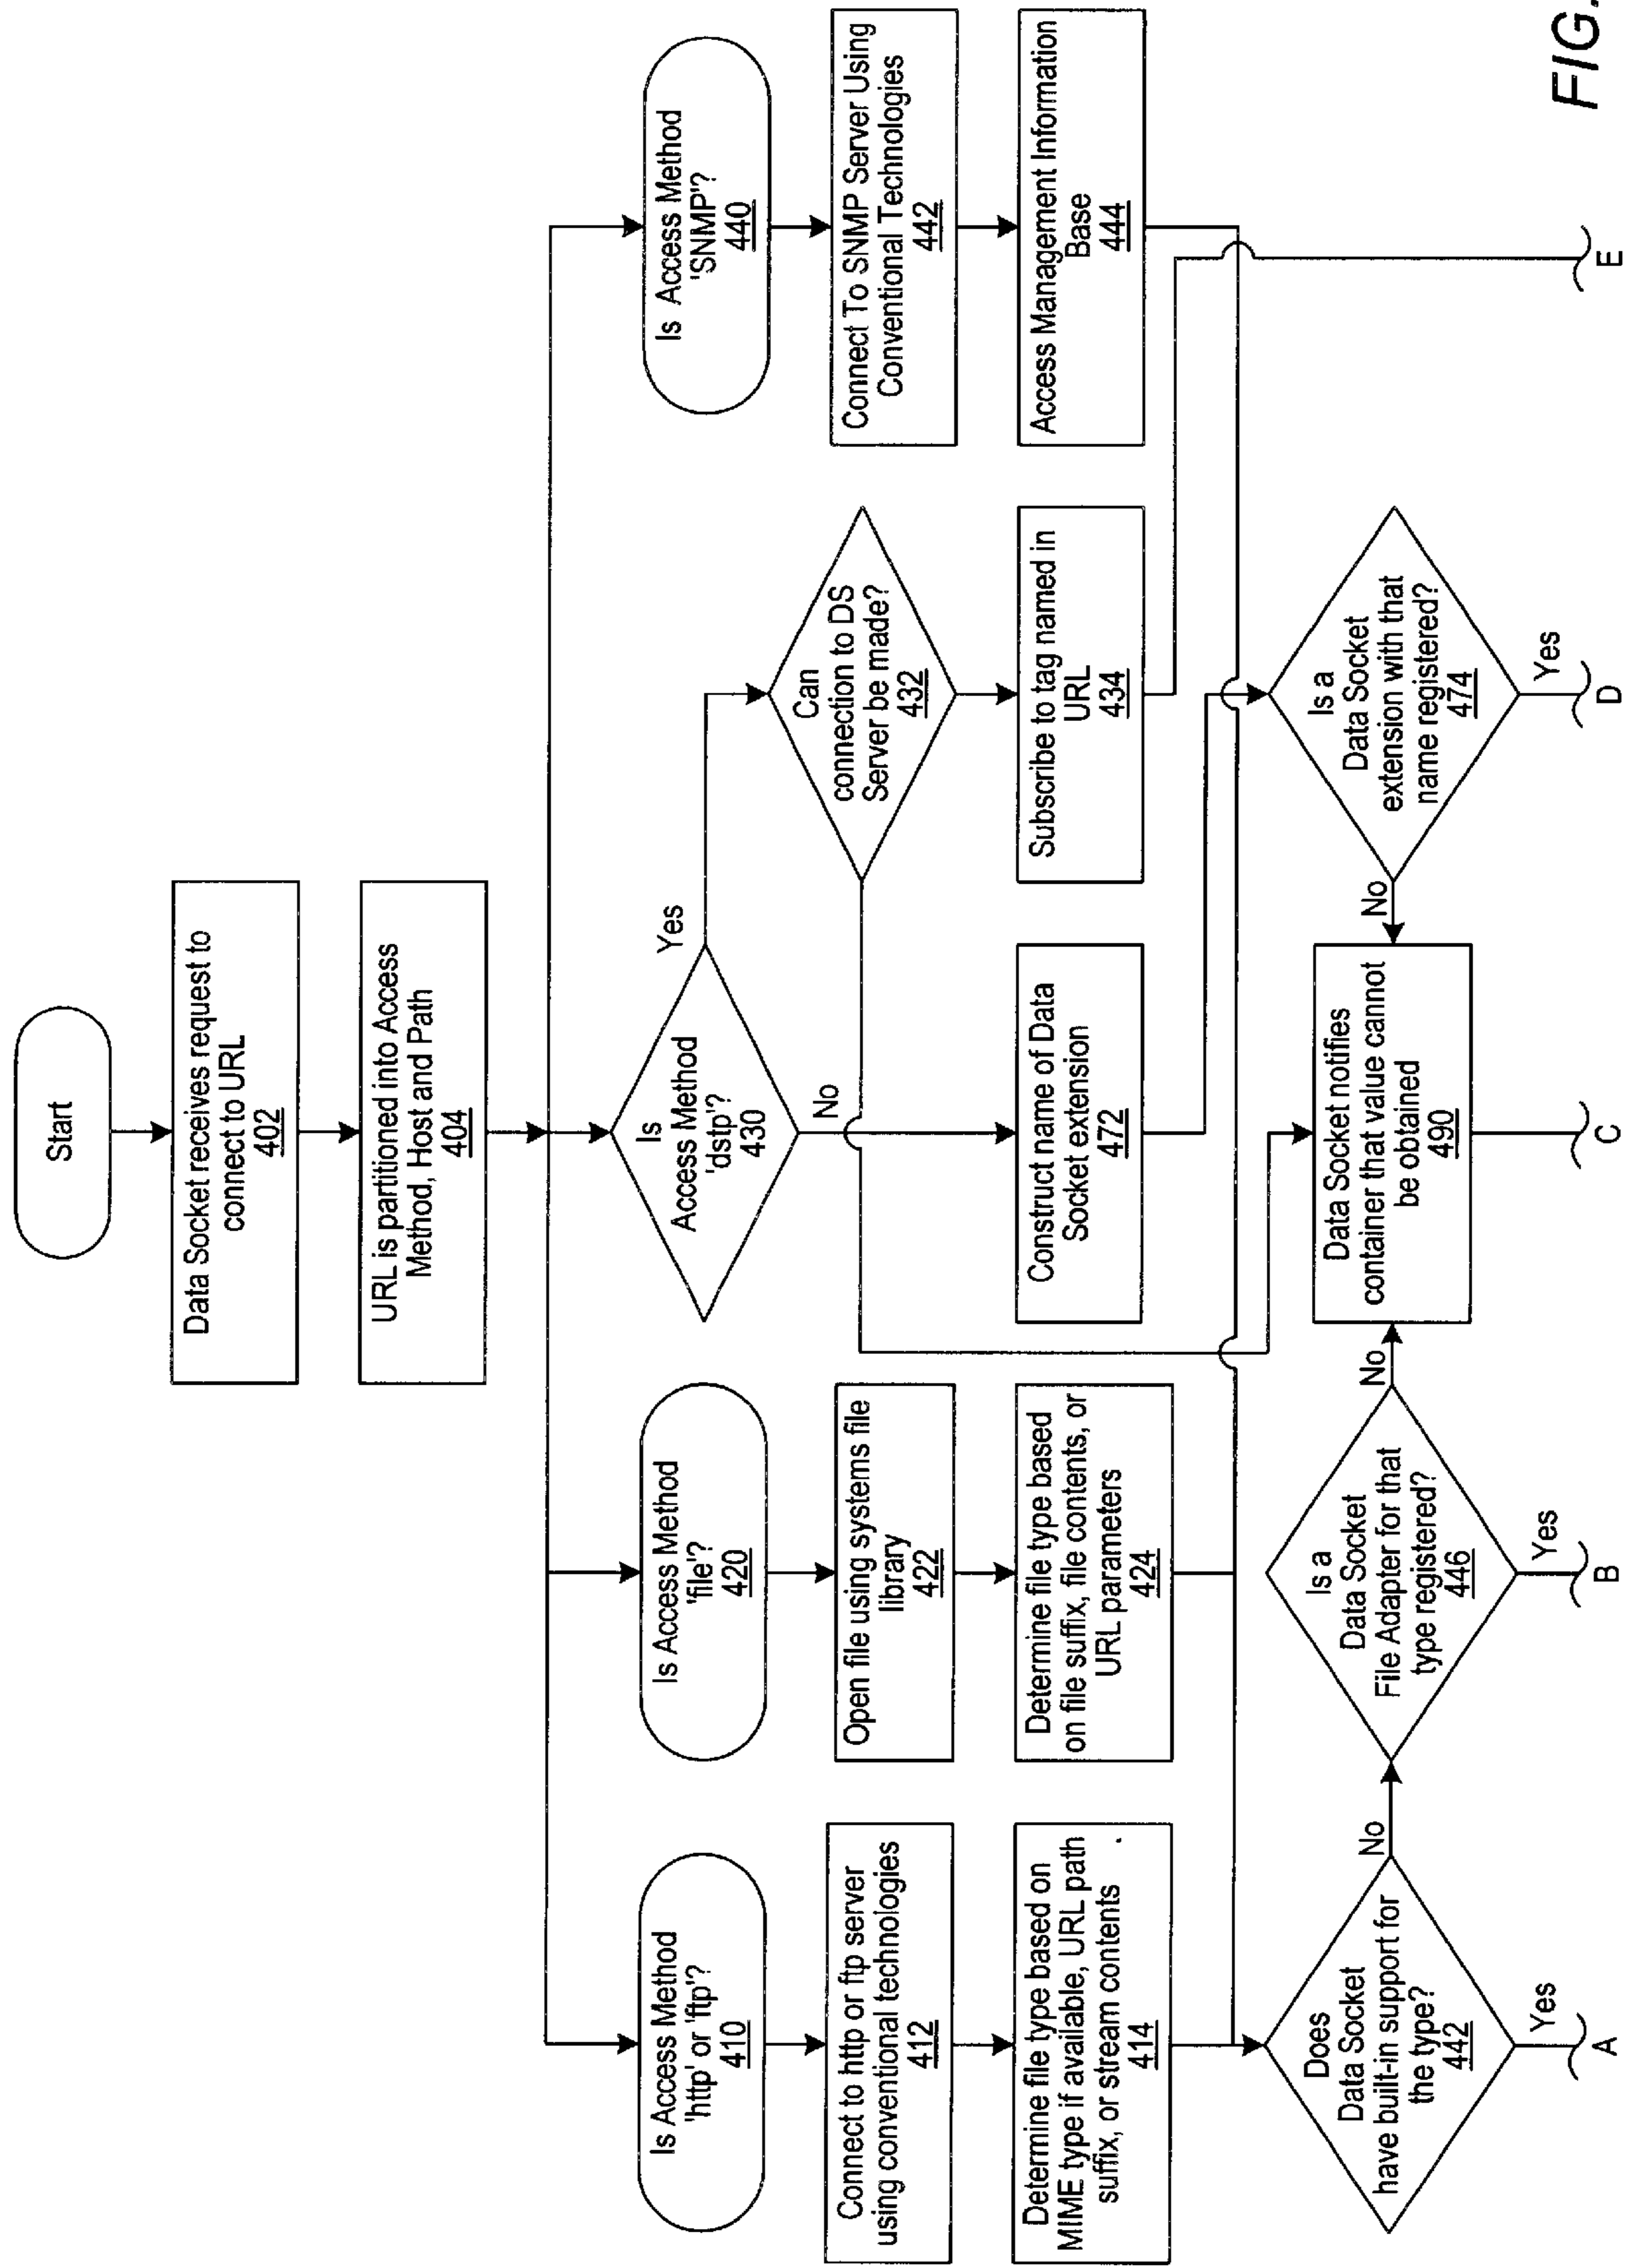 Start
Data Socket receives request to
connect to URL
402
URL is partitioned into Access
Method, Host and Path
404
Is Access Method
'http' or 'ftp'?
410
Connect to http or ftp server
using conventional technologies
412
Determine file type based on
MIME type if available, URL path
suffix, or stream contents
414
Is Access Method
'file'?
420
Open file using systems file
library
422
Determine file type based
on file suffix, file contents, or
URL parameters
424
Is
Access Method
'dstp'?
430
Yes
No
Can
connection to DS
Server be made?
432
Construct name of Data
Socket extension
472
Subscribe to tag named in
URL
434
Is Access Method
'SNMP'?
440
Connect To SNMP Server Using
Conventional Technologies
442
Access Management Information
Base
444
Does
Data Socket
have built-in support for
the type?
442
No
Yes
A
Is a
Data Socket
File Adapter for that
type registered?
446
No
Yes
B
Data Socket notifies
container that value cannot
be obtained
490
C
Is a
Data Socket
extension with that
name registered?
474
No
Yes
D
E
FIG.